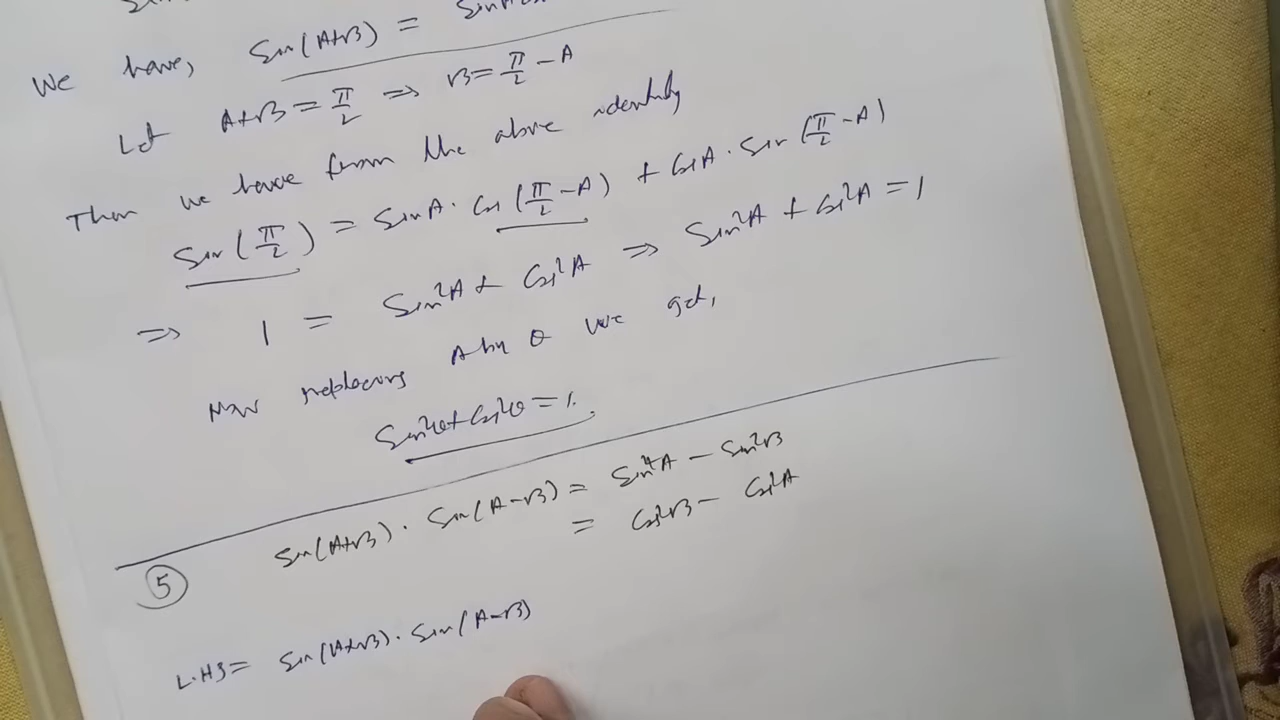 We have, Sin(A+B) =
Let A+B = π/2 ⇒ B = π/2 − A
Then we have from the above identity
Sin(π/2) = SinA · Cos(π/2 − A) + CosA · Sin(π/2 − A)
⇒ 1 = Sin²A + Cos²A ⇒ Sin²A + Cos²A = 1
Now replacing A by θ we get,
Sin²θ + Cos²θ = 1.
⑤ Sin(A+B) · Sin(A−B) = Sin²A − Sin²B
= Cos²B − Cos²A
L.H.S = Sin(A+B) · Sin(A−B)